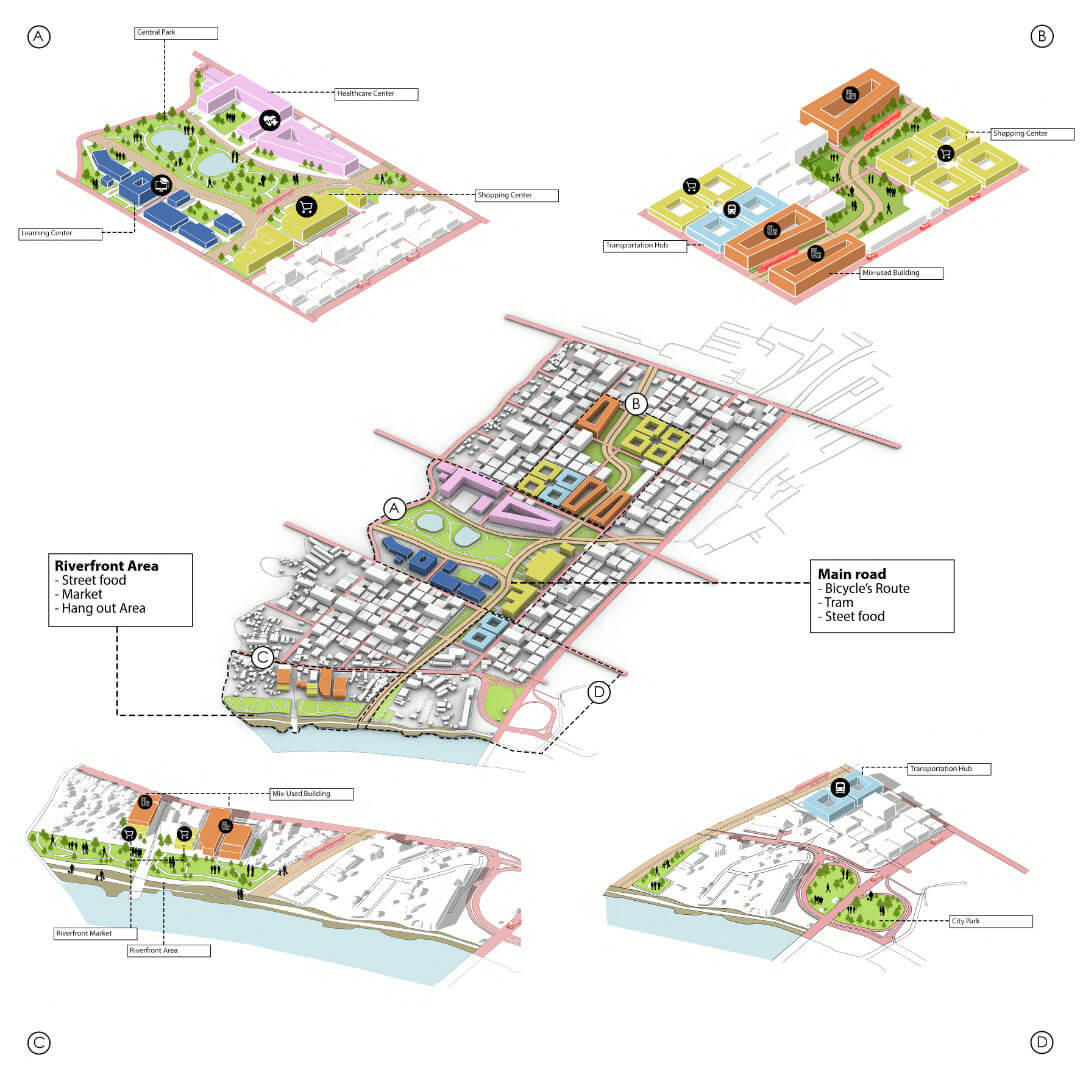 A
B
Central Park
Healthcare Center
Shopping Center
Learning Center
Shopping Center
Transportation Hub
Mix-used Building
B
A
Riverfront Area
- Street food
- Market
- Hang out Area
Main road
- Bicycle's Route
- Tram
- Steet food
C
D
Mix-Used Building
Riverfront Market
Riverfront Area
Transportation Hub
City Park
C
D